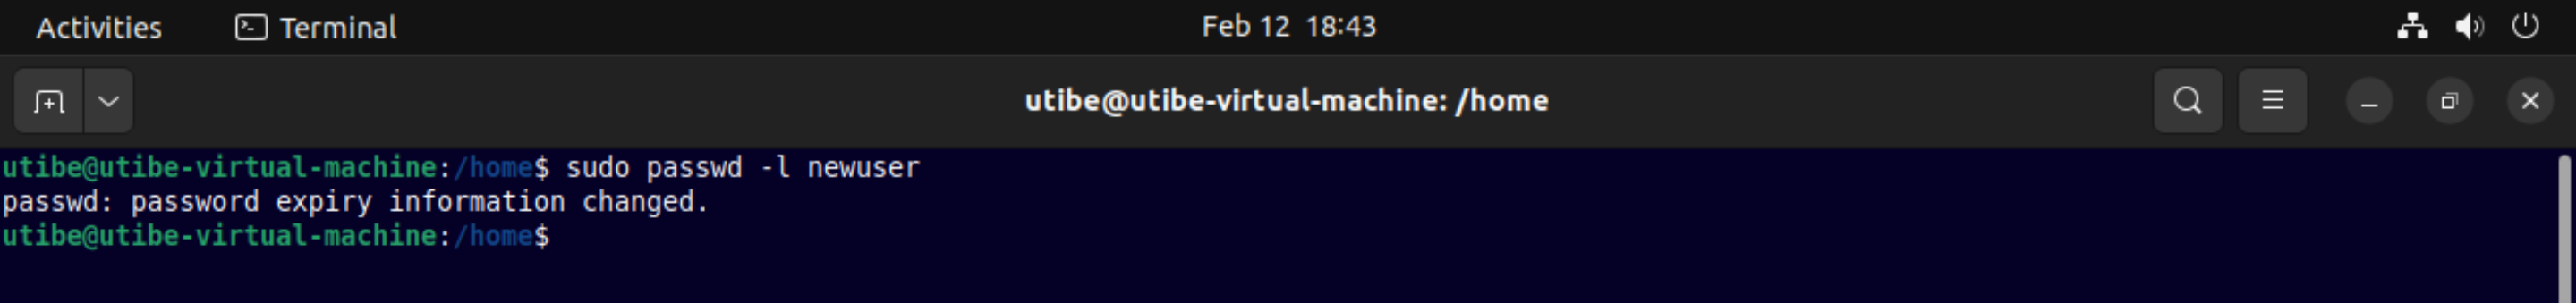 Activities Terminal Feb 12 18:43
utibe@utibe-virtual-machine: /home
utibe@utibe-virtual-machine:/home$ sudo passwd -l newuser
passwd: password expiry information changed.
utibe@utibe-virtual-machine:/home$